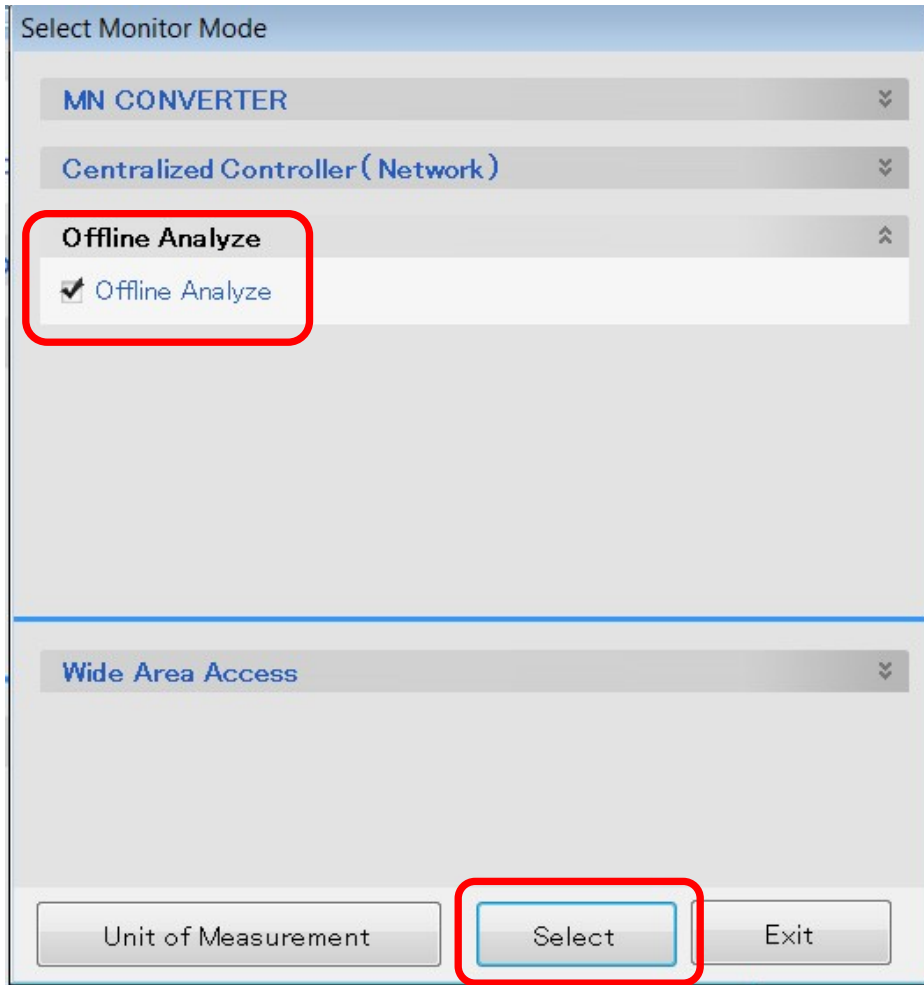 Select Monitor Mode
MN CONVERTER
Centralized Controller(Network)
Offline Analyze
Offline Analyze
Wide Area Access
Unit of Measurement
Select
Exit